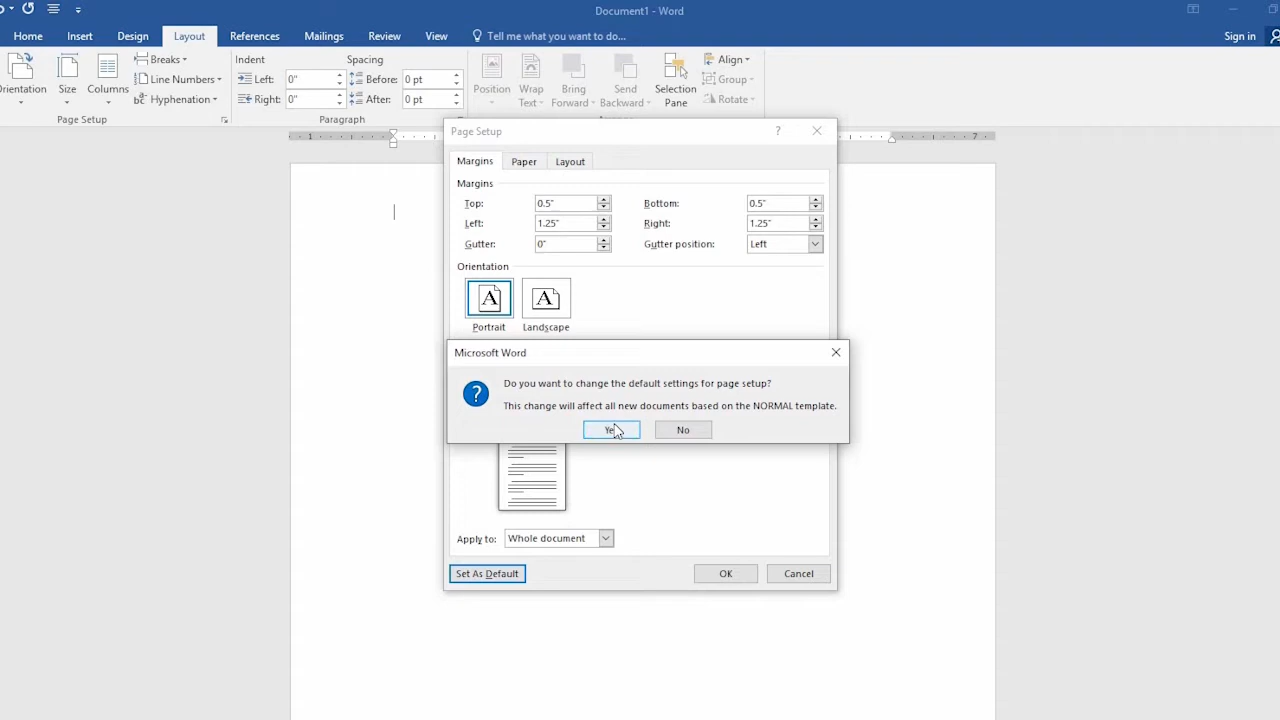 Document1 - Word
Home Insert Design Layout References Mailings Review View Tell me what you want to do... Sign in
Breaks Indent Spacing Align
Line Numbers Left: 0" Before: 0 pt Group
Size Columns Hyphenation Right: 0" After: 0 pt Position Wrap Text Bring Forward Send Backward Selection Pane Rotate
Page Setup Paragraph
1 7
Page Setup ?
Margins Paper Layout
Margins
Top: 0.5" Bottom: 0.5"
Left: 1.25" Right: 1.25"
Gutter: 0" Gutter position: Left
Orientation
A A
Portrait Landscape
Microsoft Word
Do you want to change the default settings for page setup?
This change will affect all new documents based on the NORMAL template.
No
Apply to: Whole document
Set As Default OK Cancel